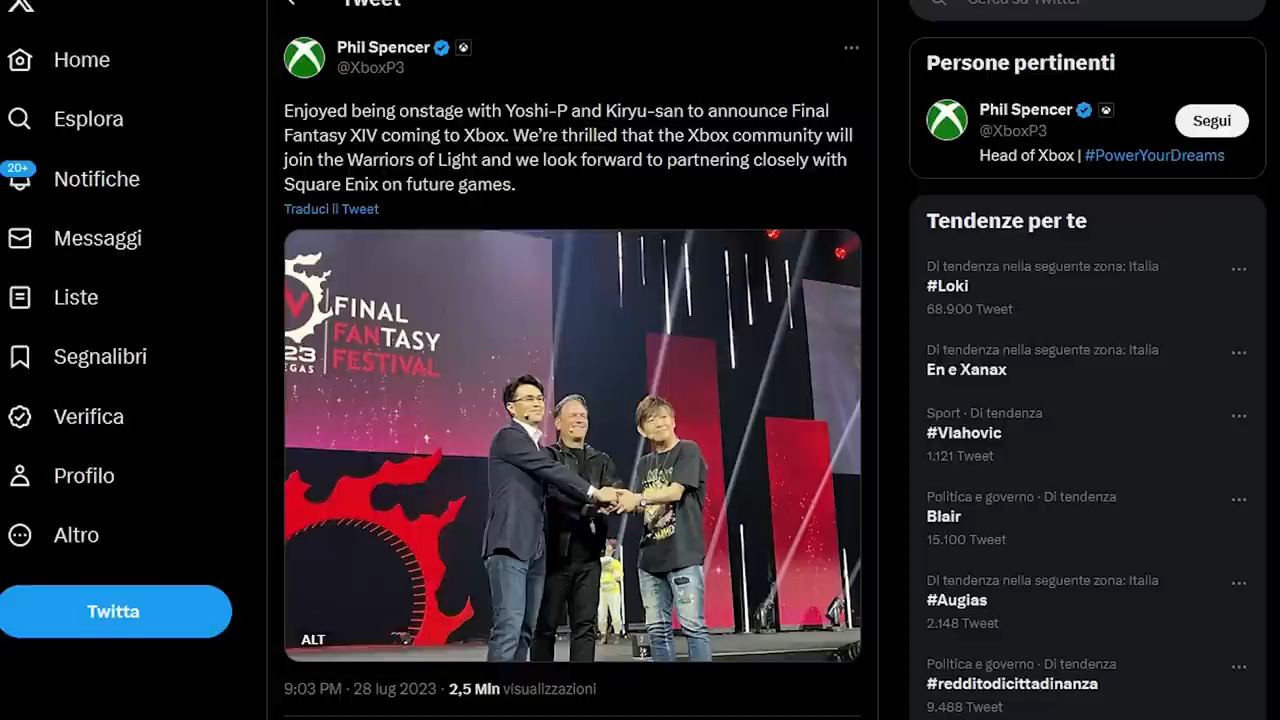 Tweet
Cerca su Twitter
Home
Esplora
20+
Notifiche
Messaggi
Liste
Segnalibri
Verifica
Profilo
Altro
Twitta
Phil Spencer
@XboxP3
Enjoyed being onstage with Yoshi-P and Kiryu-san to announce Final
Fantasy XIV coming to Xbox. We’re thrilled that the Xbox community will
join the Warriors of Light and we look forward to partnering closely with
Square Enix on future games.
Traduci il Tweet
FINAL
FANTASY
FESTIVAL
23
EGAS
ALT
9:03 PM · 28 lug 2023 · 2,5 Mln visualizzazioni
Persone pertinenti
Phil Spencer
@XboxP3
Segui
Head of Xbox | #PowerYourDreams
Tendenze per te
Di tendenza nella seguente zona: Italia
#Loki
68.900 Tweet
Di tendenza nella seguente zona: Italia
En e Xanax
Sport · Di tendenza
#Vlahovic
1.121 Tweet
Politica e governo · Di tendenza
Blair
15.100 Tweet
Di tendenza nella seguente zona: Italia
#Augias
2.148 Tweet
Politica e governo · Di tendenza
#redditodicittadinanza
9.488 Tweet